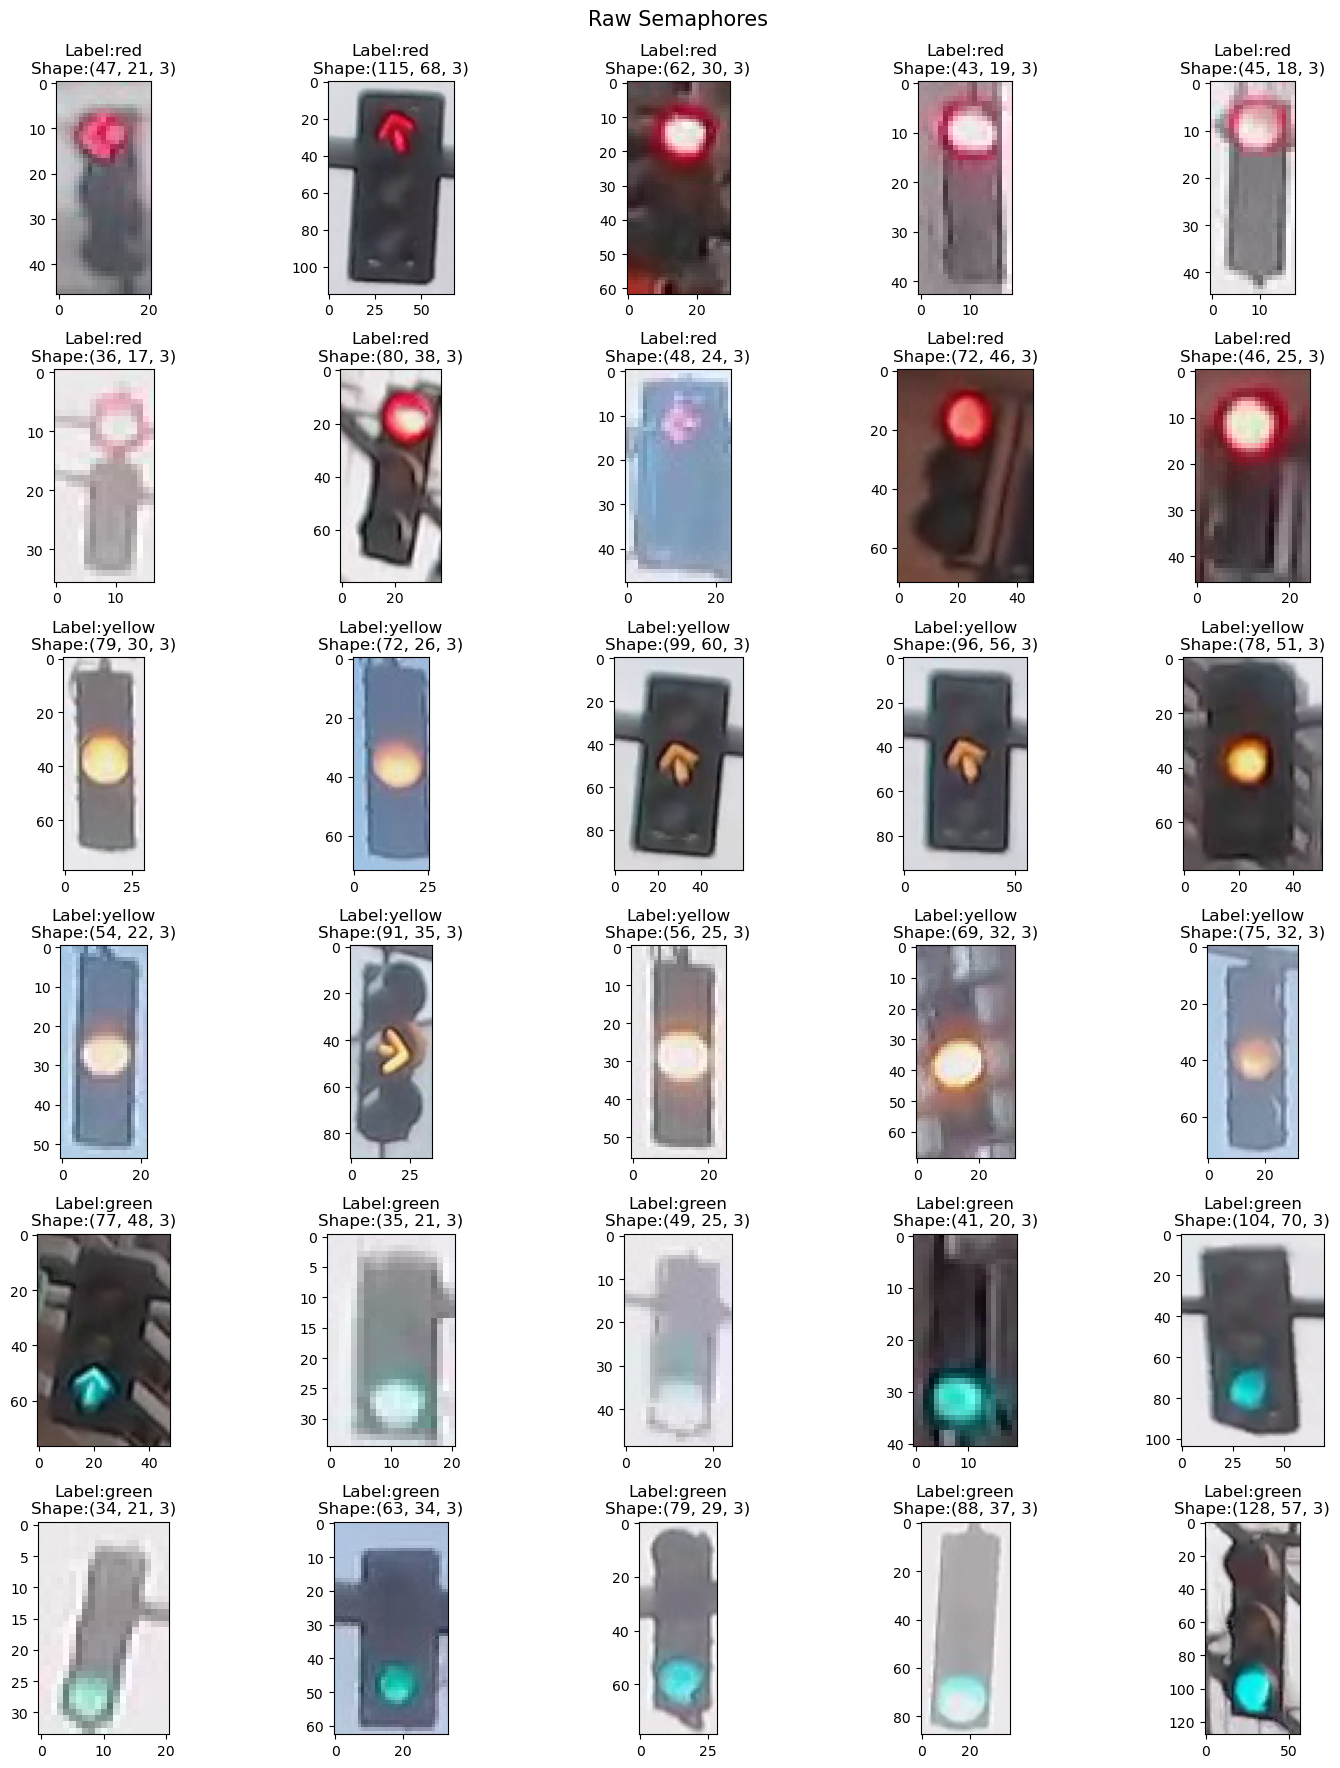 Raw Semaphores
Label:red
Shape:(47, 21, 3)
0
10
20
30
40
0 20
Label:red
Shape:(115, 68, 3)
0
20
40
60
80
100
0 25 50
Label:red
Shape:(62, 30, 3)
0
10
20
30
40
50
60
0 20
Label:red
Shape:(43, 19, 3)
0
10
20
30
40
0 10
Label:red
Shape:(45, 18, 3)
0
10
20
30
40
0 10
Label:red
Shape:(36, 17, 3)
0
10
20
30
0 10
Label:red
Shape:(80, 38, 3)
0
20
40
60
0 20
Label:red
Shape:(48, 24, 3)
0
10
20
30
40
0 20
Label:red
Shape:(72, 46, 3)
0
20
40
60
0 20 40
Label:red
Shape:(46, 25, 3)
0
10
20
30
40
0 20
Label:yellow
Shape:(79, 30, 3)
0
20
40
60
0 25
Label:yellow
Shape:(72, 26, 3)
0
20
40
60
0 25
Label:yellow
Shape:(99, 60, 3)
0
20
40
60
80
0 20 40
Label:yellow
Shape:(96, 56, 3)
0
20
40
60
80
0 50
Label:yellow
Shape:(78, 51, 3)
0
20
40
60
0 20 40
Label:yellow
Shape:(54, 22, 3)
0
10
20
30
40
50
0 20
Label:yellow
Shape:(91, 35, 3)
0
20
40
60
80
0 25
Label:yellow
Shape:(56, 25, 3)
0
10
20
30
40
50
0 20
Label:yellow
Shape:(69, 32, 3)
0
10
20
30
40
50
60
0 20
Label:yellow
Shape:(75, 32, 3)
0
20
40
60
0 20
Label:green
Shape:(77, 48, 3)
0
20
40
60
0 20 40
Label:green
Shape:(35, 21, 3)
0
5
10
15
20
25
30
0 10 20
Label:green
Shape:(49, 25, 3)
0
10
20
30
40
0 20
Label:green
Shape:(41, 20, 3)
0
10
20
30
40
0 10
Label:green
Shape:(104, 70, 3)
0
20
40
60
80
100
0 25 50
Label:green
Shape:(34, 21, 3)
0
5
10
15
20
25
30
0 10 20
Label:green
Shape:(63, 34, 3)
0
10
20
30
40
50
60
0 20
Label:green
Shape:(79, 29, 3)
0
20
40
60
0 25
Label:green
Shape:(88, 37, 3)
0
20
40
60
80
0 20
Label:green
Shape:(128, 57, 3)
0
20
40
60
80
100
120
0 50